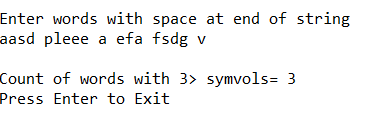 Enter words with space at end of string
aasd pleee a efa fsdg v
Count of words with 3> symvols= 3
Press Enter to Exit